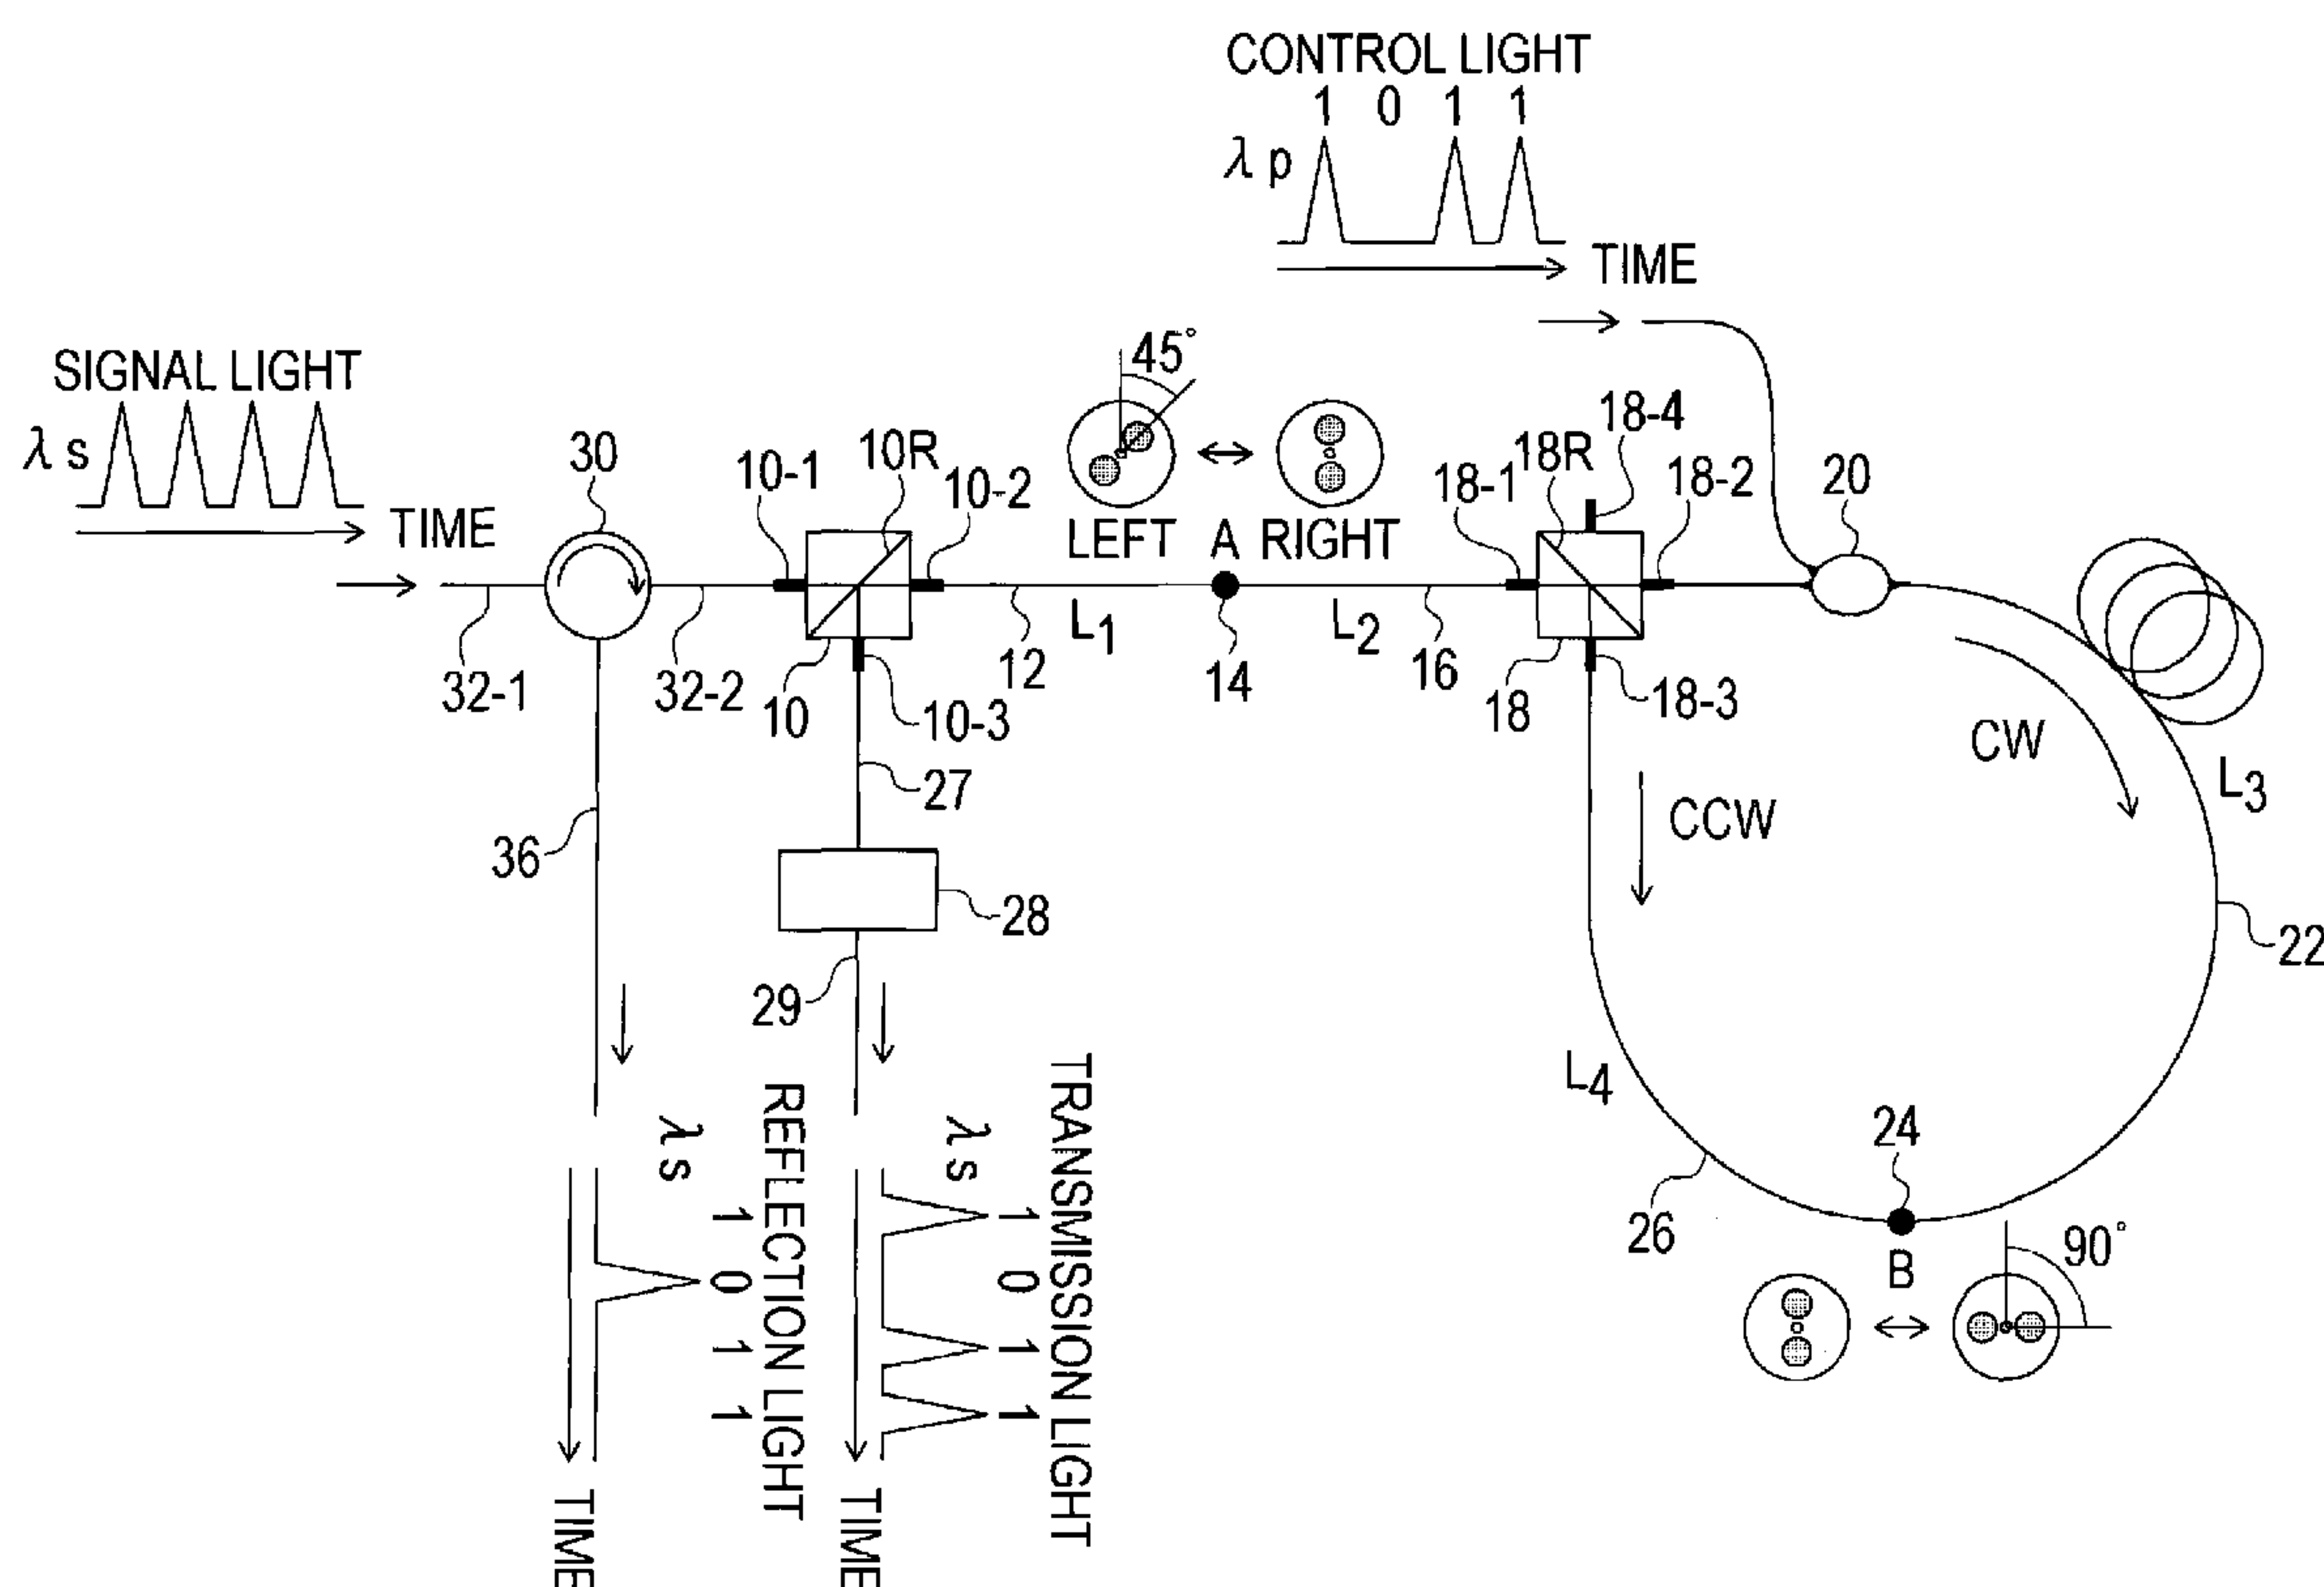 CONTROL LIGHT
1 0 1 1
λ p
TIME
SIGNAL LIGHT
λ s
TIME
45°
LEFT A RIGHT
30
10-1
10R
10-2
18-1
18R
18-4
18-2
20
32-1
32-2
10
10-3
12
L1
14
L2
16
18
18-3
CW
L3
CCW
22
27
36
28
29
L4
24
26
B
90°
λ s
1 0 1 1
REFLECTION LIGHT
TIME
λ s
1 0 1 1
TRANSMISSION LIGHT
TIME